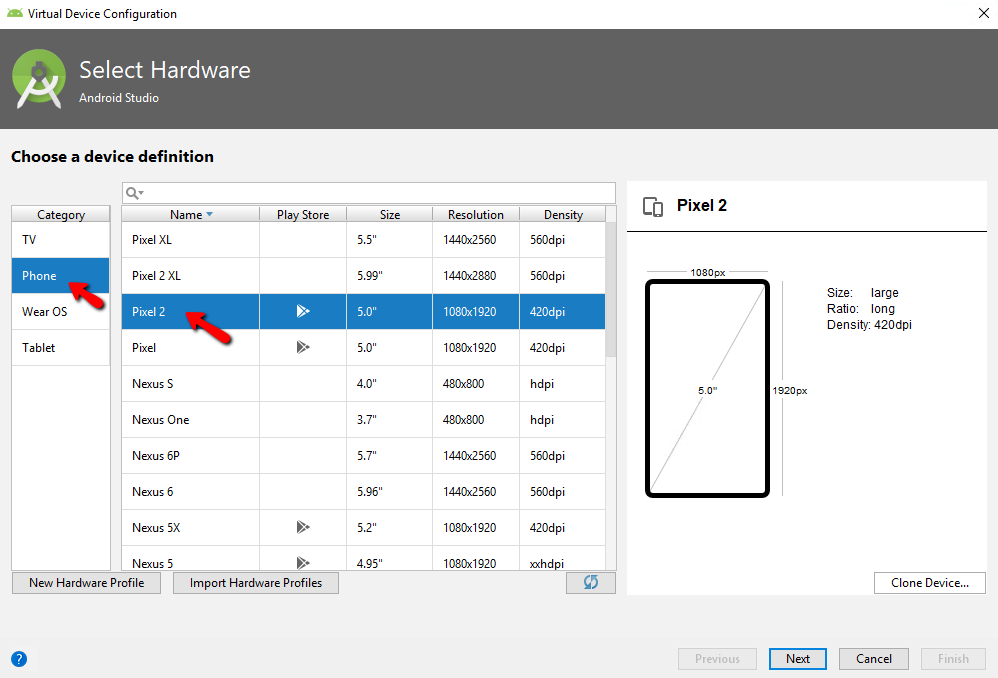 Virtual Device Configuration
Select Hardware
Android Studio
Choose a device definition
Category
TV
Phone
Wear OS
Tablet
Name Play Store Size Resolution Density
Pixel XL 5.5" 1440x2560 560dpi
Pixel 2 XL 5.99" 1440x2880 560dpi
Pixel 2 5.0" 1080x1920 420dpi
Pixel 5.0" 1080x1920 420dpi
Nexus S 4.0" 480x800 hdpi
Nexus One 3.7" 480x800 hdpi
Nexus 6P 5.7" 1440x2560 560dpi
Nexus 6 5.96" 1440x2560 560dpi
Nexus 5X 5.2" 1080x1920 420dpi
Nexus 5 4.95" 1080x1920 xxhdpi
New Hardware Profile
Import Hardware Profiles
Pixel 2
1080px
5.0"
1920px
Size: large
Ratio: long
Density: 420dpi
Clone Device...
?
Previous
Next
Cancel
Finish